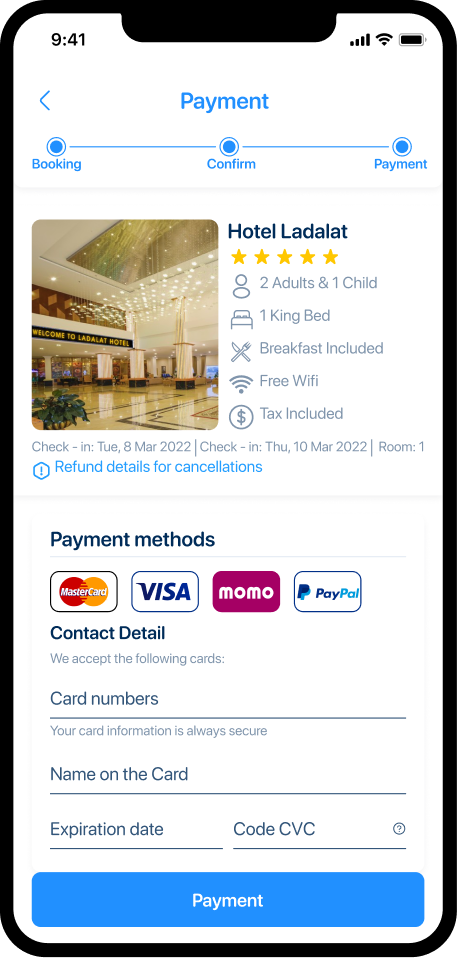 9:41
Payment
Booking Confirm Payment
Hotel Ladalat
2 Adults & 1 Child
1 King Bed
WELCOME TO LADALAT HOTEL
Breakfast Included
Free Wifi
$ Tax Included
Check - in: Tue, 8 Mar 2022 | Check - in: Thu, 10 Mar 2022 | Room: 1
Refund details for cancellations
Payment methods
MasterCard VISA momo PayPal
Contact Detail
We accept the following cards:
Card numbers
Your card information is always secure
Name on the Card
Expiration date Code CVC ?
Payment